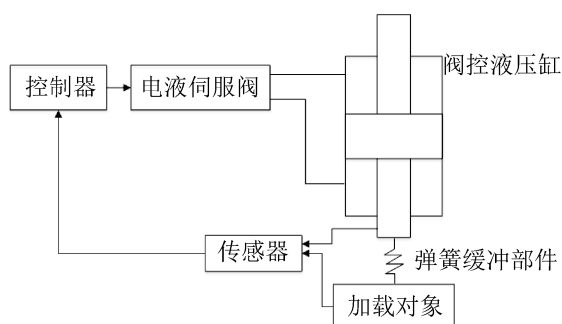 阀控液压缸
控制器
电液伺服阀
传感器
弹簧缓冲部件
加载对象